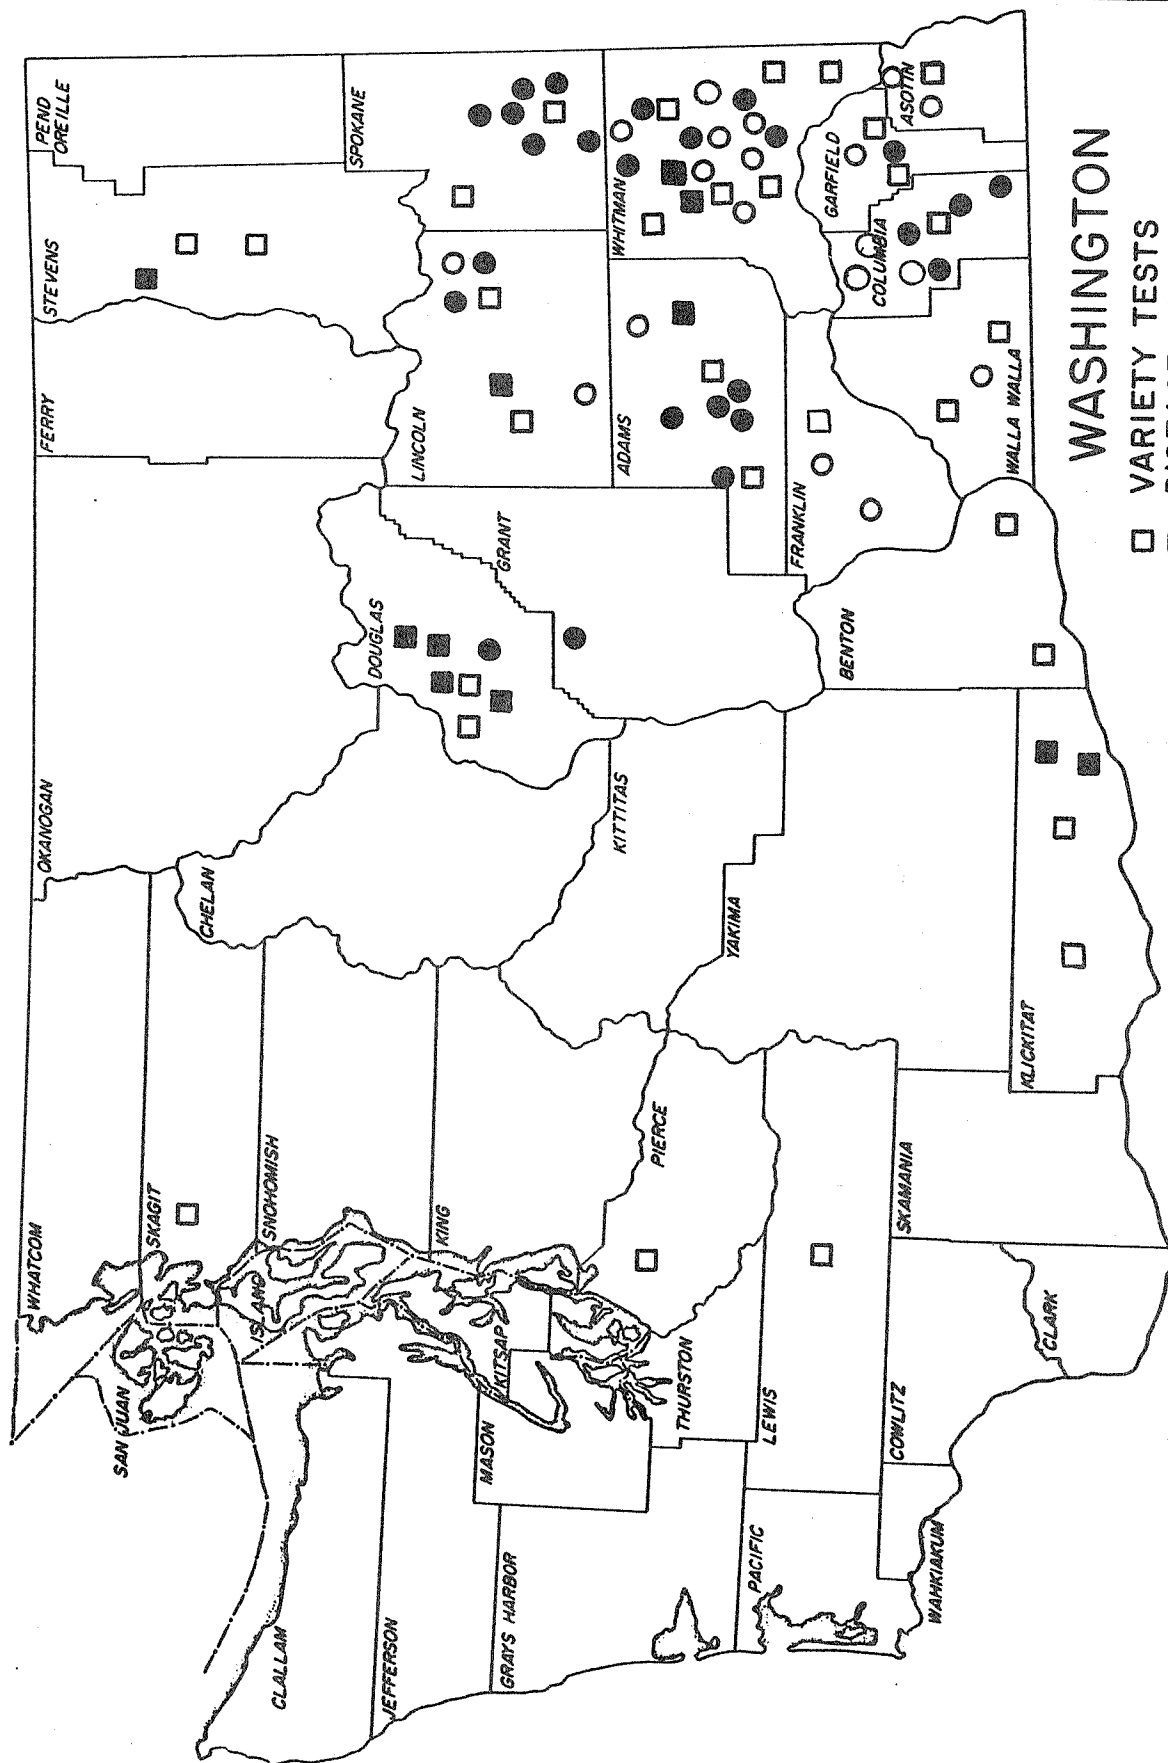 WHATCOM
OKANOGAN
FERRY
STEVENS
PEND
OREILLE
SAN JUAN
SKAGIT
CHELAN
ISLAND
SNOHOMISH
CLALLAM
DOUGLAS
LINCOLN
SPOKANE
JEFFERSON
KING
GRANT
KITSAP
MASON
GRAYS HARBOR
KITTITAS
ADAMS
WHITMAN
PIERCE
THURSTON
YAKIMA
LEWIS
PACIFIC
FRANKLIN
BENTON
GARFIELD
COLUMBIA
ASOTIN
WALLA WALLA
COWLITZ
SKAMANIA
WAHKIAKUM
KLICKITAT
CLARK
WASHINGTON
VARIETY TESTS